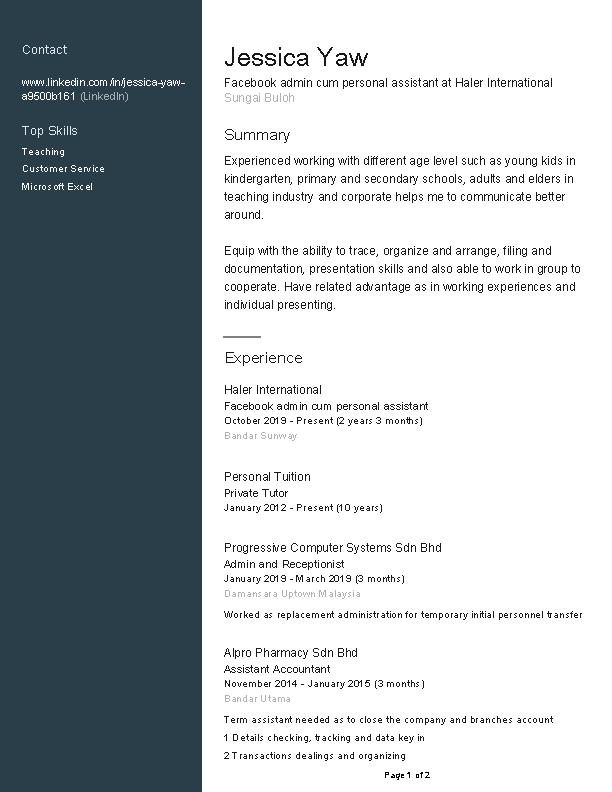 Contact
www.linkedin.com/in/jessica-yaw-
a9500b161 (LinkedIn)
Top Skills
Teaching
Customer Service
Microsoft Excel
Jessica Yaw
Facebook admin cum personal assistant at Haler International
Sungai Buloh
Summary
Experienced working with different age level such as young kids in
kindergarten, primary and secondary schools, adults and elders in
teaching industry and corporate helps me to communicate better
around.
Equip with the ability to trace, organize and arrange, filing and
documentation, presentation skills and also able to work in group to
cooperate. Have related advantage as in working experiences and
individual presenting.
Experience
Haler International
Facebook admin cum personal assistant
October 2019 - Present (2 years 3 months)
Bandar Sunway
Personal Tuition
Private Tutor
January 2012 - Present (10 years)
Progressive Computer Systems Sdn Bhd
Admin and Receptionist
January 2019 - March 2019 (3 months)
Damansara Uptown Malaysia
Worked as replacement administration for temporary initial personnel transfer
Alpro Pharmacy Sdn Bhd
Assistant Accountant
November 2014 - January 2015 (3 months)
Bandar Utama
Term assistant needed as to close the company and branches account
1 Details checking, tracking and data key in
2 Transactions dealings and organizing
Page 1 of 2